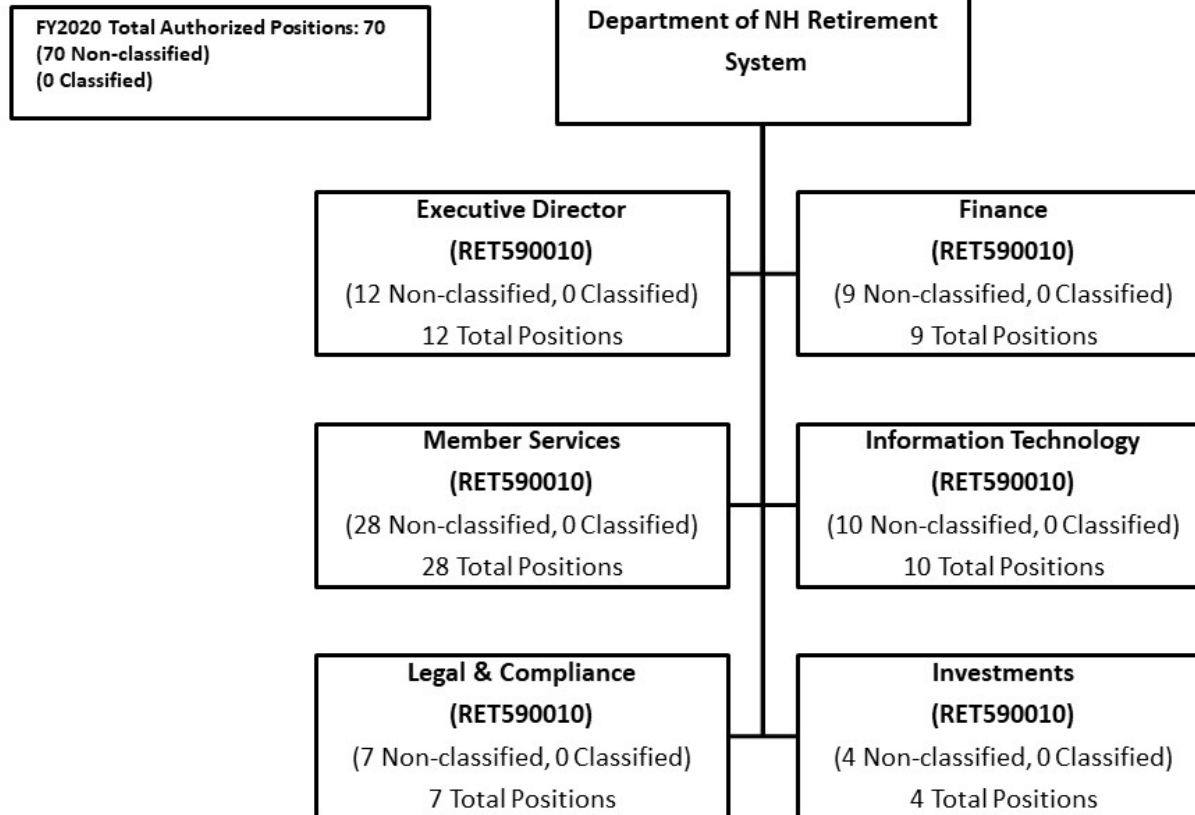 FY2020 Total Authorized Positions: 70
(70 Non-classified)
(0 Classified)
Department of NH Retirement
System
Executive Director
(RET590010)
(12 Non-classified, 0 Classified)
12 Total Positions
Finance
(RET590010)
(9 Non-classified, 0 Classified)
9 Total Positions
Member Services
(RET590010)
(28 Non-classified, 0 Classified)
28 Total Positions
Information Technology
(RET590010)
(10 Non-classified, 0 Classified)
10 Total Positions
Legal & Compliance
(RET590010)
(7 Non-classified, 0 Classified)
7 Total Positions
Investments
(RET590010)
(4 Non-classified, 0 Classified)
4 Total Positions